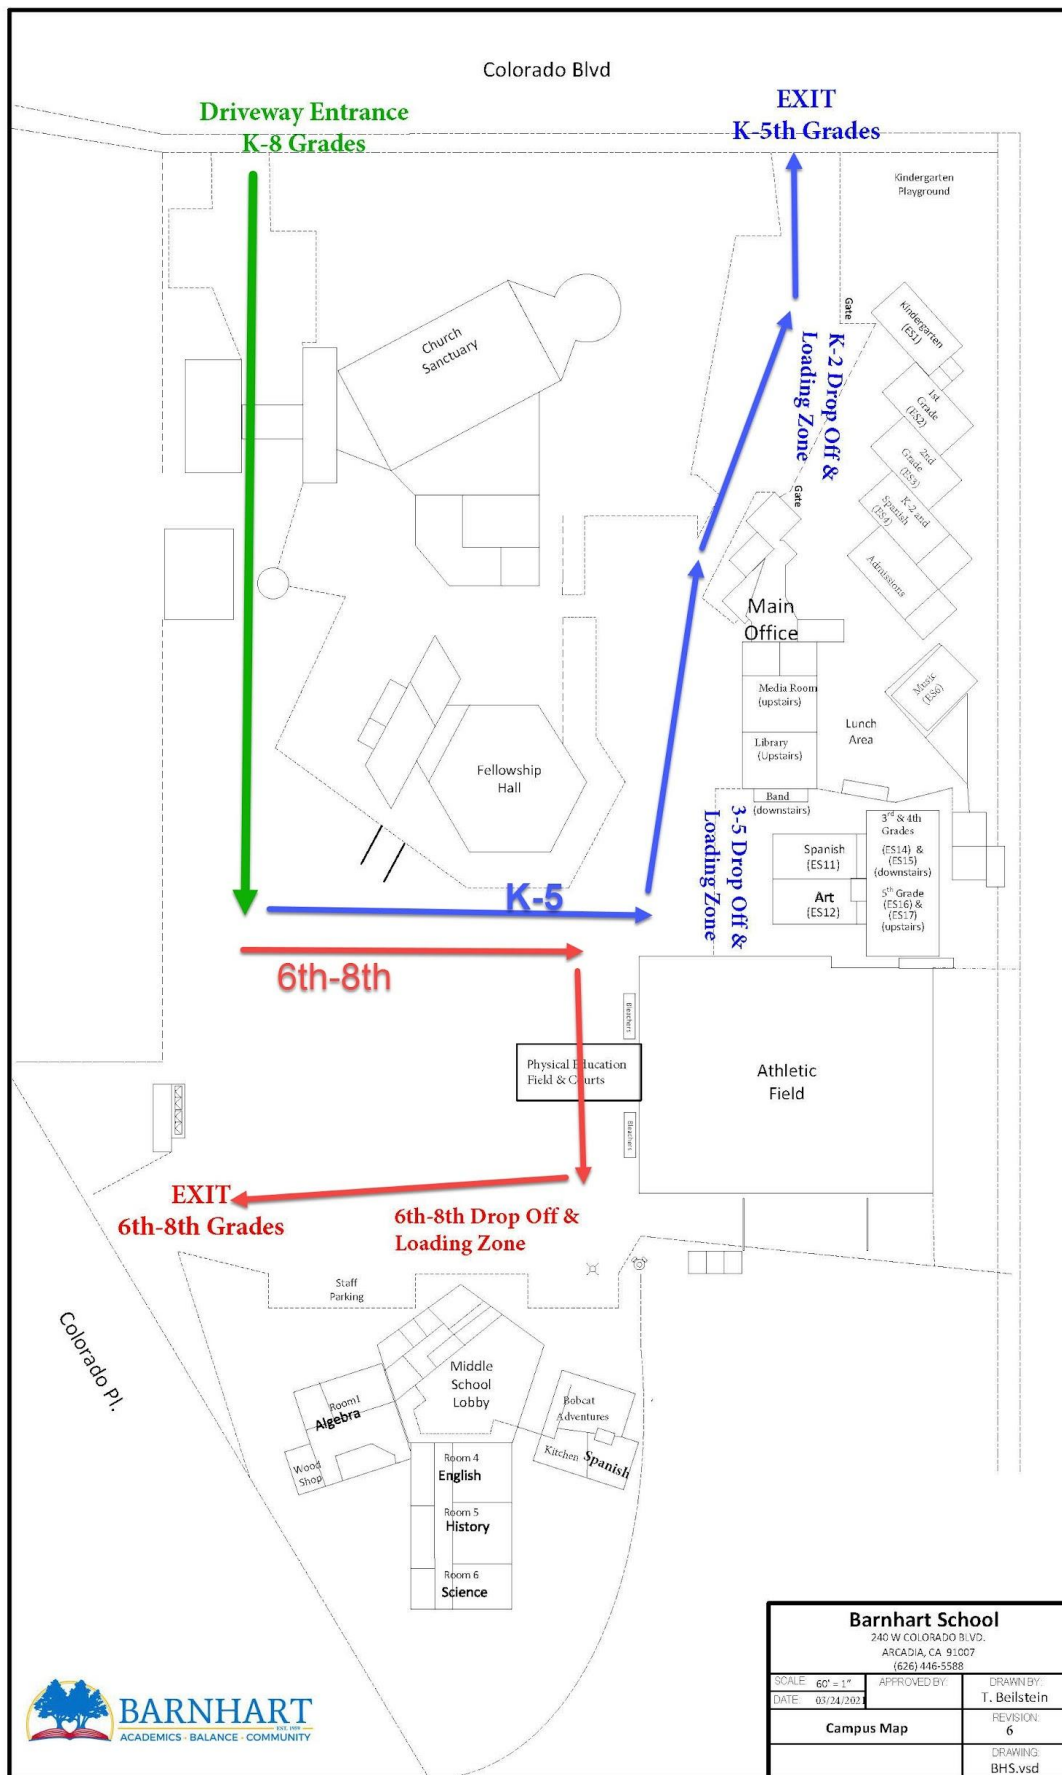 Colorado Blvd
Driveway Entrance
K-8 Grades
EXIT
K-5th Grades
Kindergarten
Playground
Gate
Kindergarten
(ES1)
Church
Sanctuary
K-2 Drop Off &
Loading Zone
1st
Grade
(ES2)
2nd
Grade
(ES3)
Gate
K-2 and
Spanish
(ES4)
Admissions
Main
Office
Music
(ES6)
Media Room
(upstairs)
Lunch
Area
Library
(Upstairs)
Fellowship
Hall
Band
(downstairs)
3-5 Drop Off &
Loading Zone
3rd & 4th
Grades
(ES14) &
(ES15)
(downstairs)
Spanish
(ES11)
Art
(ES12)
5th Grade
(ES16) &
(ES17)
(upstairs)
K-5
6th-8th
Bleachers
Physical Education
Field & Courts
Athletic
Field
Bleachers
EXIT
6th-8th Grades
6th-8th Drop Off &
Loading Zone
Staff
Parking
Colorado Pl.
Middle
School
Lobby
Room1
Algebra
Bobcat
Adventures
Wood
Shop
Kitchen
Spanish
Room 4
English
Room 5
History
Room 6
Science
Barnhart School
240 W COLORADO BLVD.
ARCADIA, CA 91007
(626) 446-5588
SCALE 60' = 1"
APPROVED BY:
DRAWN BY:
T. Beilstein
DATE: 03/24/2021
Campus Map
REVISION:
6
DRAWING:
BHS.vsd
BARNHART
EST. 1959
ACADEMICS - BALANCE - COMMUNITY